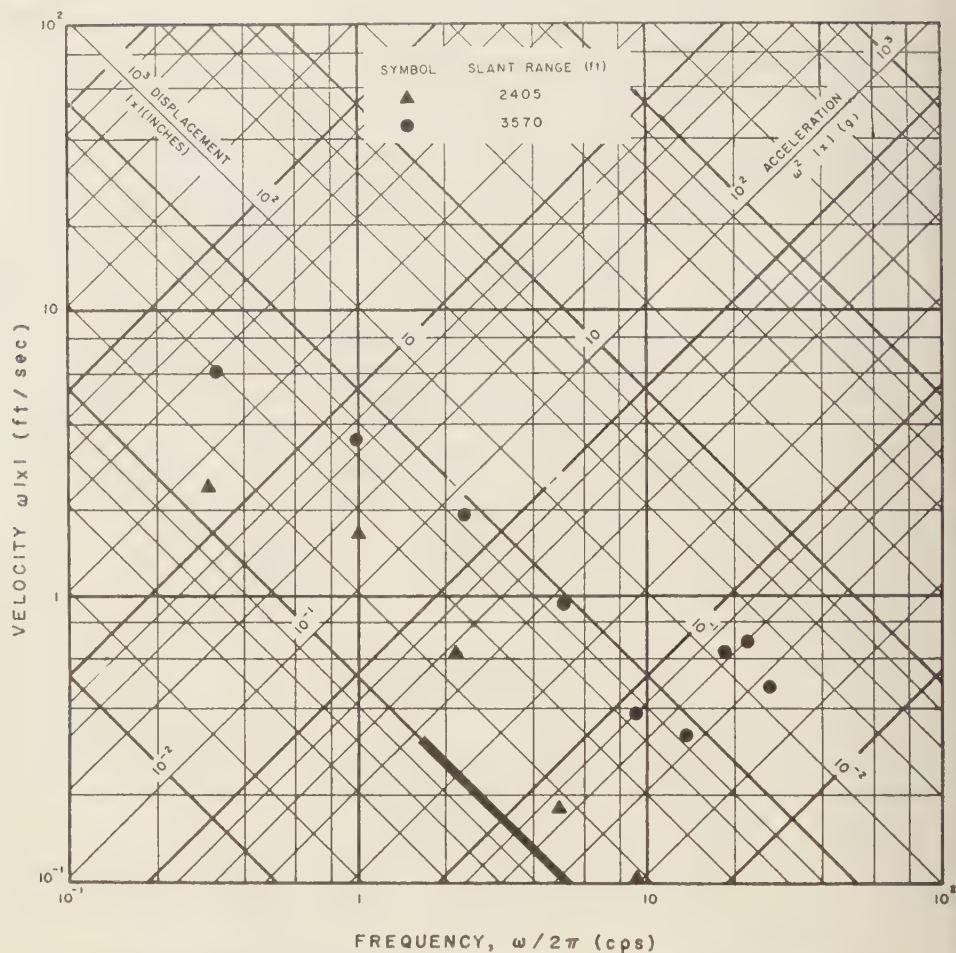 10²
10³ DISPLACEMENT
|x| (INCHES)
SYMBOL SLANT RANGE (ft)
▲ 2405
● 3570
10³
ACCELERATION
ω² |x| (g)
10²
10²
10
10
10
VELOCITY ω|x| (ft/sec)
1
10⁻¹
10⁻¹
10⁻²
10⁻²
10⁻¹
10⁻¹
1
10
10²
FREQUENCY, ω/2π (cps)